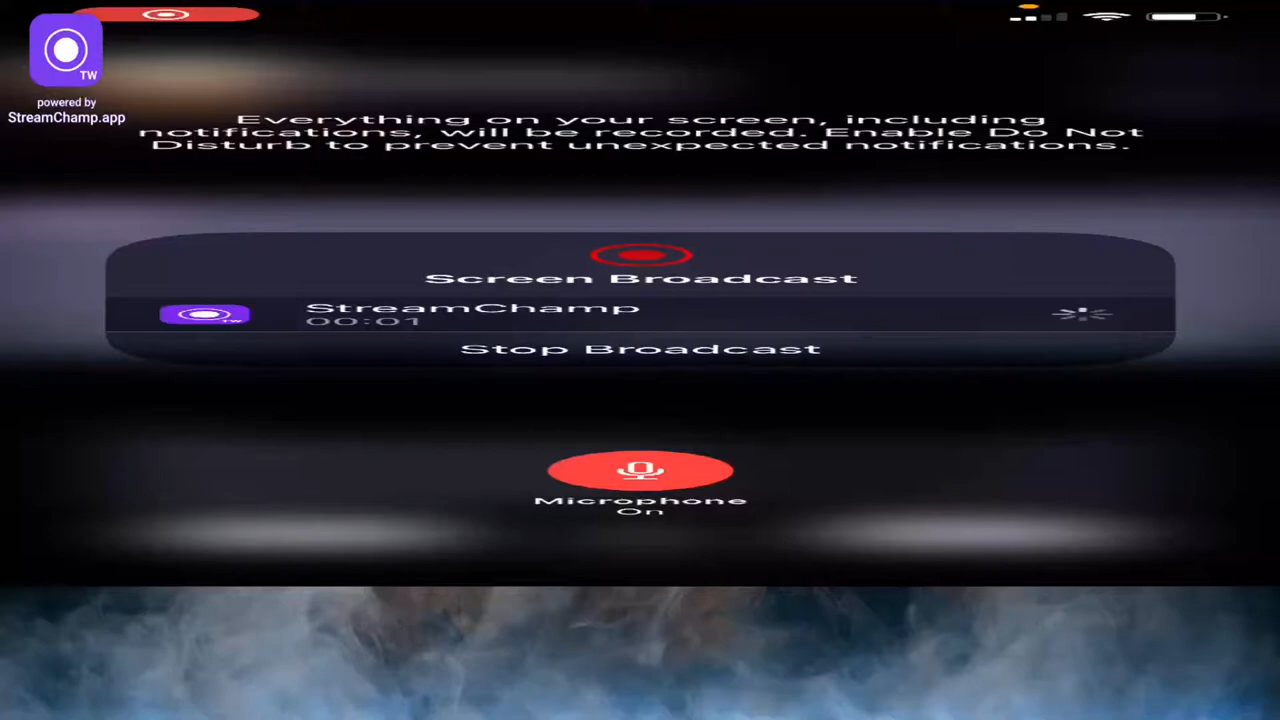 TW
powered by
StreamChamp.app
Everything on your screen, including
notifications, will be recorded. Enable Do Not
Disturb to prevent unexpected notifications.
Screen Broadcast
TW
StreamChamp
00:01
Stop Broadcast
Microphone
On